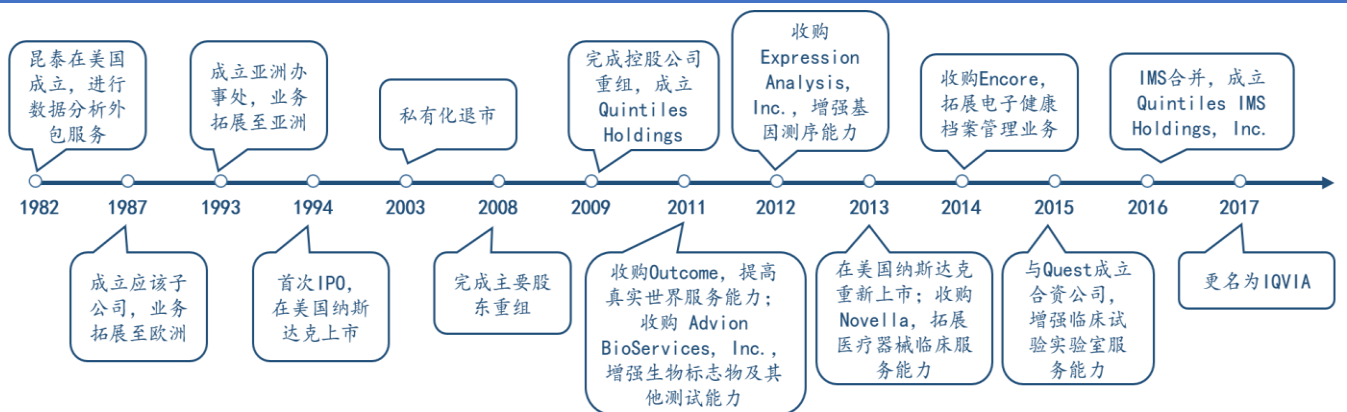 昆泰在美国
成立，进行
数据分析外
包服务
成立亚洲办
事处，业务
拓展至亚洲
私有化退市
完成控股公司
重组，成立
Quintiles
Holdings
收购
Expression
Analysis,
Inc.，增强基
因测序能力
收购Encore，
拓展电子健康
档案管理业务
IMS合并，成立
Quintiles IMS
Holdings, Inc.
1982
1987
1993
1994
2003
2008
2009
2011
2012
2013
2014
2015
2016
2017
成立应该子
公司，业务
拓展至欧洲
首次IPO，
在美国纳斯
达克上市
完成主要股
东重组
收购Outcome，提高
真实世界服务能力；
收购 Advion
BioServices, Inc.，
增强生物标志物及其
他测试能力
在美国纳斯达克
重新上市；收购
Novella，拓展
医疗器械临床服
务能力
与Quest成立
合资公司，
增强临床试
验实验室服
务能力
更名为IQVIA